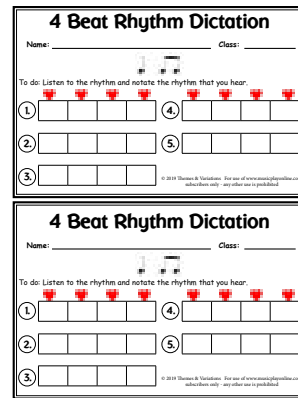 4 Beat Rhythm Dictation
Name: Class:
To do: Listen to the rhythm and notate the rhythm that you hear.
1. 4.
2. 5.
3.
© 2019 Themes & Variations For use of www.musicplayonline.com
subscribers only - any other use is prohibited
4 Beat Rhythm Dictation
Name: Class:
To do: Listen to the rhythm and notate the rhythm that you hear.
1. 4.
2. 5.
3.
© 2019 Themes & Variations For use of www.musicplayonline.com
subscribers only - any other use is prohibited